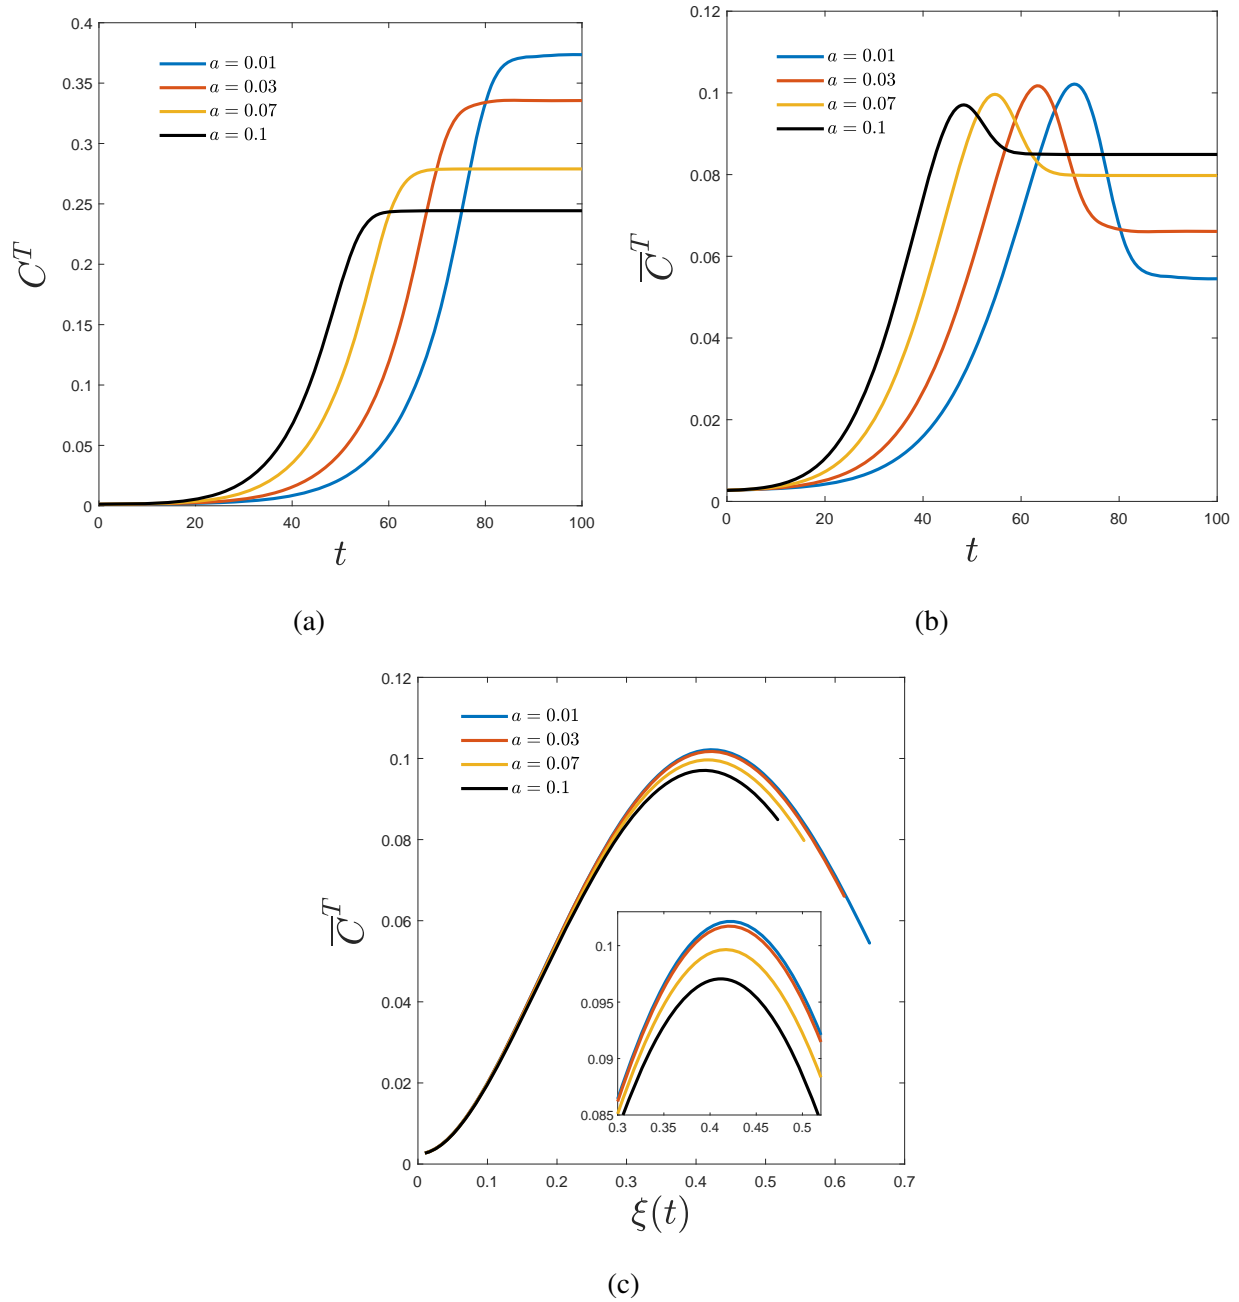 0.4
0.35
0.3
0.25
0.2
0.15
0.1
0.05
0
0 20 40 60 80 100
C^T
t
a = 0.01
a = 0.03
a = 0.07
a = 0.1
(a)
0.12
0.1
0.08
0.06
0.04
0.02
0
0 20 40 60 80 100
C̅^T
t
a = 0.01
a = 0.03
a = 0.07
a = 0.1
(b)
0.12
0.1
0.08
0.06
0.04
0.02
0
0 0.1 0.2 0.3 0.4 0.5 0.6 0.7
C̅^T
ξ(t)
a = 0.01
a = 0.03
a = 0.07
a = 0.1
0.1
0.095
0.09
0.085
0.3 0.35 0.4 0.45 0.5
(c)